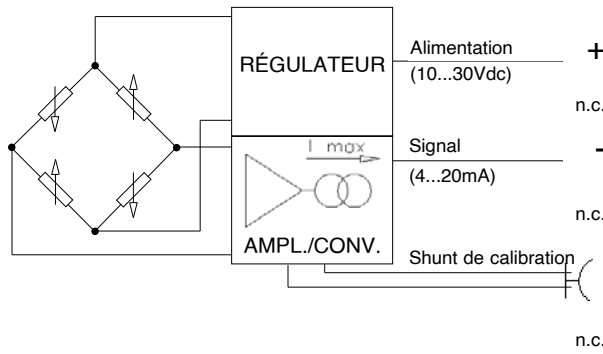 RÉGULATEUR
Alimentation
(10...30Vdc)
+
n.c.
I max
Signal
(4...20mA)
-
n.c.
AMPL./CONV.
Shunt de calibration
n.c.